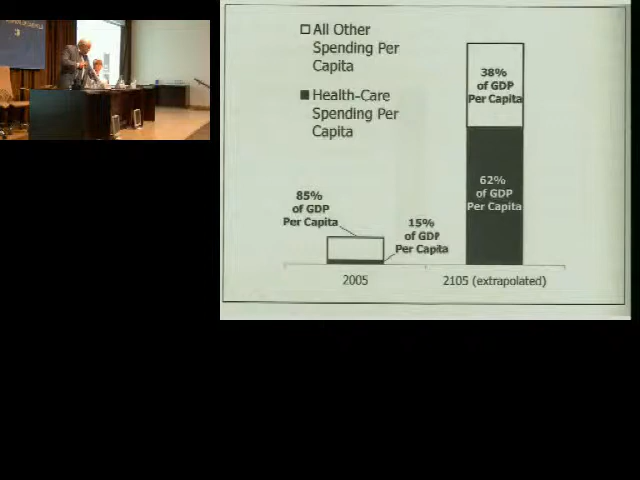 All Other
Spending Per
Capita
Health-Care
Spending Per
Capita
38%
of GDP
Per Capita
62%
of GDP
Per Capita
85%
of GDP
Per Capita
15%
of GDP
Per Capita
2005
2105 (extrapolated)